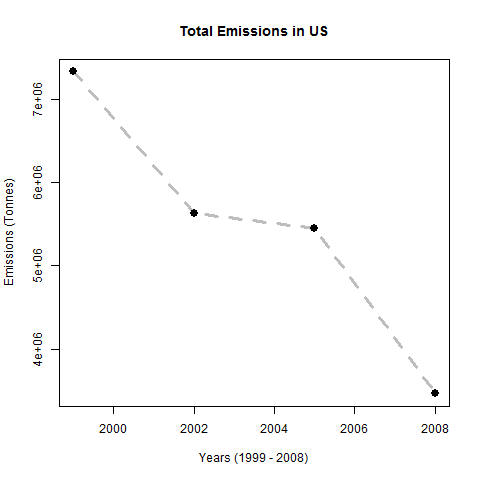 Total Emissions in US
Emissions (Tonnes)
7e+06
6e+06
5e+06
4e+06
2000 2002 2004 2006 2008
Years (1999 - 2008)